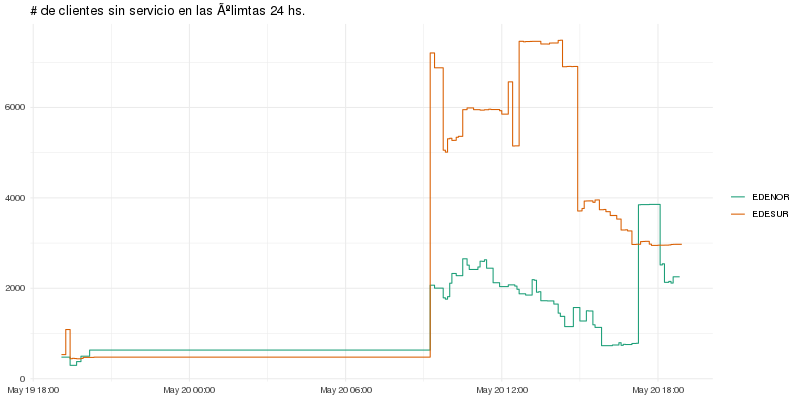 # de clientes sin servicio en las Ãºlimtas 24 hs.
6000
4000
2000
0
May 19 18:00
May 20 00:00
May 20 06:00
May 20 12:00
May 20 18:00
EDENOR
EDESUR